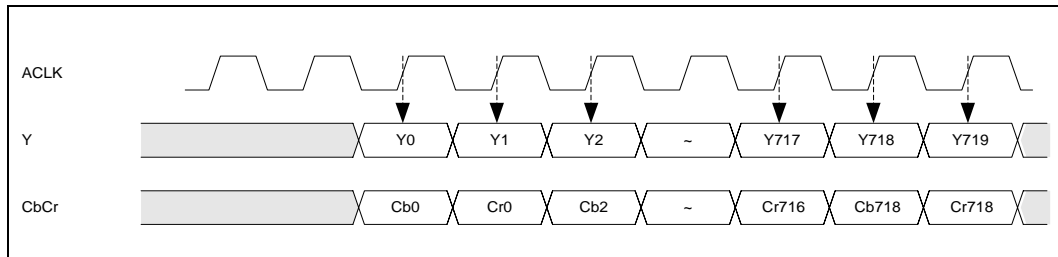 ACLK
Y Y0 Y1 Y2 ~ Y717 Y718 Y719
CbCr Cb0 Cr0 Cb2 ~ Cr716 Cb718 Cr718